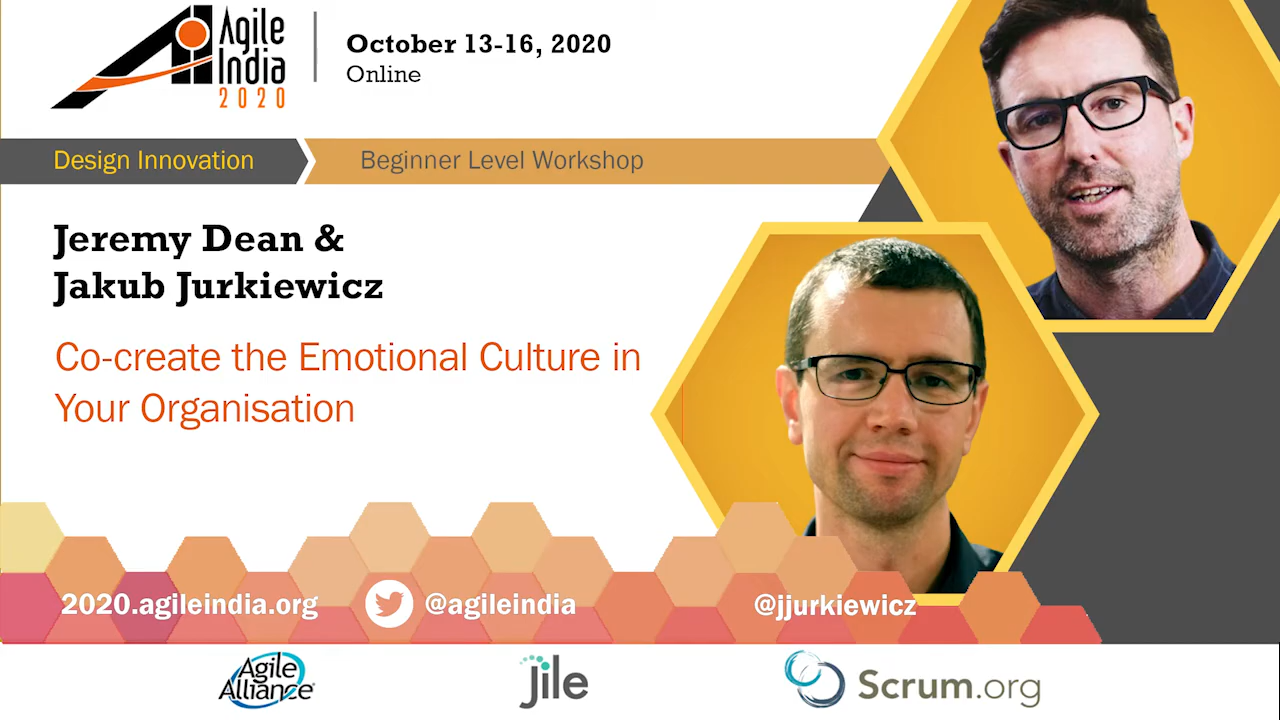 Agile
India
2020
October 13-16, 2020
Online
Design Innovation
Beginner Level Workshop
Jeremy Dean &
Jakub Jurkiewicz
Co-create the Emotional Culture in
Your Organisation
2020.agileindia.org
@agileindia
@jjurkiewicz
Agile
Alliance
jile
Scrum.org